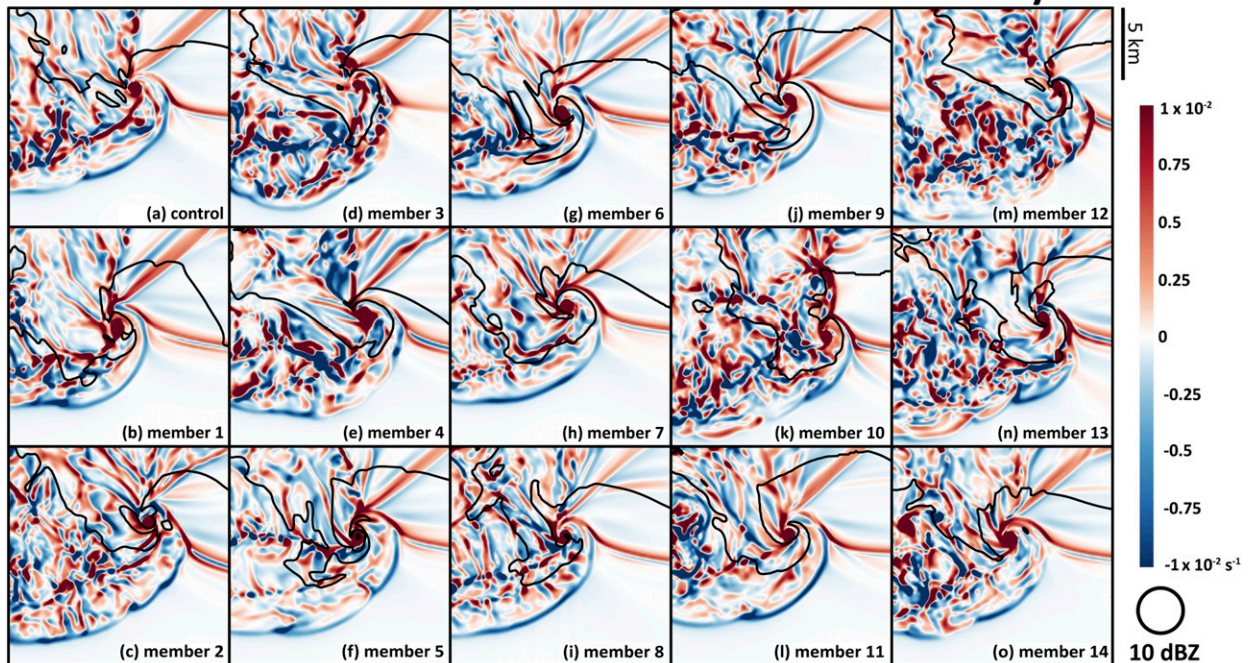 5 km
(a) control
(d) member 3
(g) member 6
(j) member 9
(m) member 12
(b) member 1
(e) member 4
(h) member 7
(k) member 10
(n) member 13
(c) member 2
(f) member 5
(i) member 8
(l) member 11
(o) member 14
1 x 10⁻²
0.75
0.5
0.25
0
-0.25
-0.5
-0.75
-1 x 10⁻² s⁻¹
10 dBZ